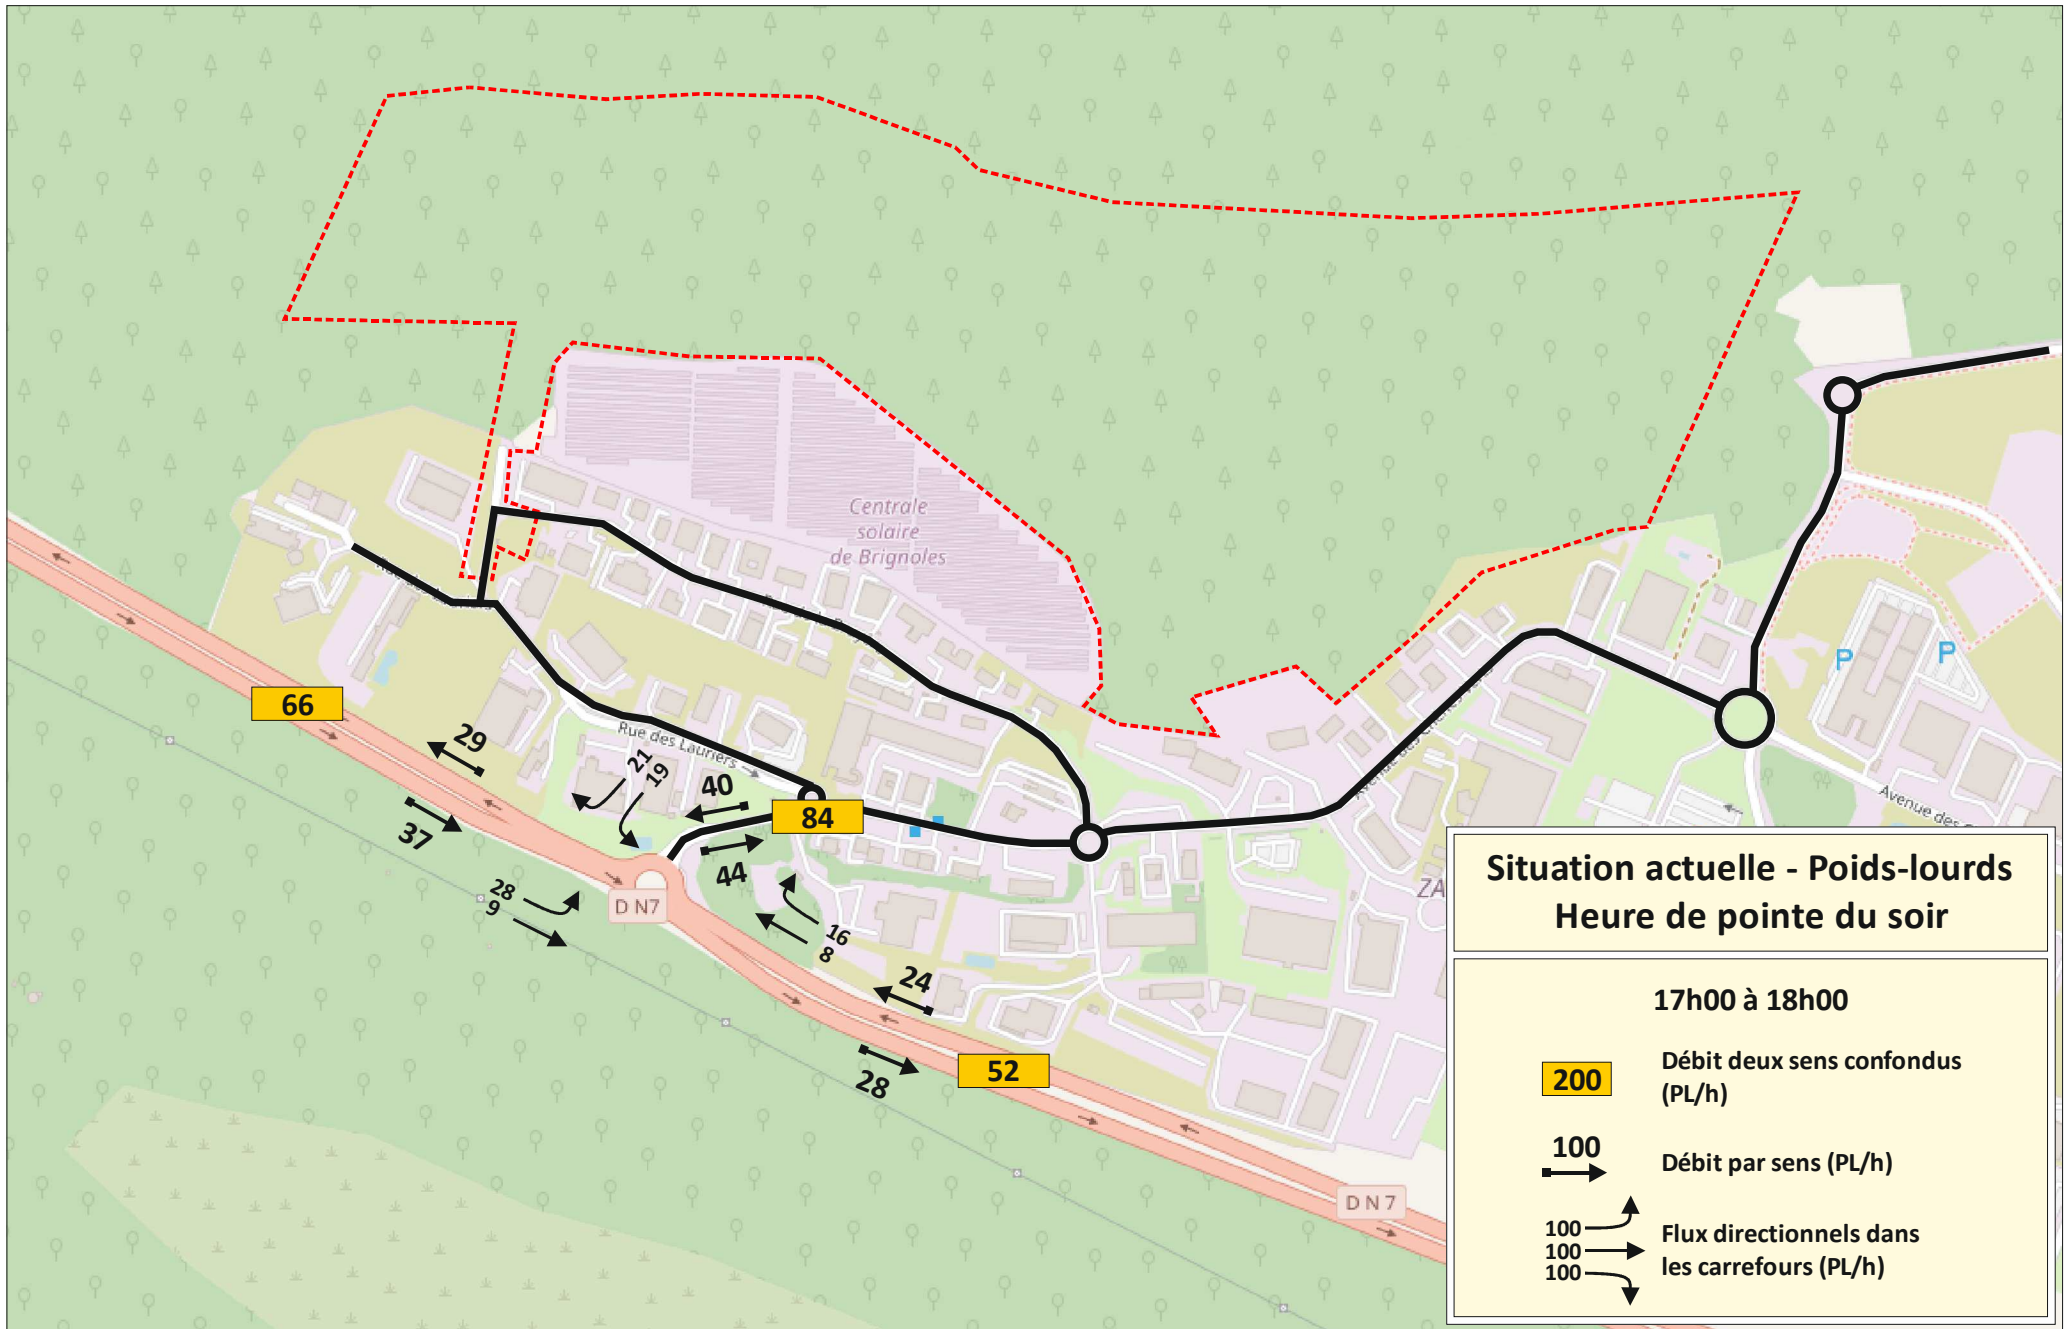 Centrale
solaire
de Brignoles
P
P
66
29
37
21
19
40
Rue des Lauriers
84
44
28
9
D N7
16
8
24
28
52
Avenue des
ZA
D N 7
Situation actuelle - Poids-lourds
Heure de pointe du soir
17h00 à 18h00
200
Débit deux sens confondus
(PL/h)
100
Débit par sens (PL/h)
100
100
100
Flux directionnels dans
les carrefours (PL/h)